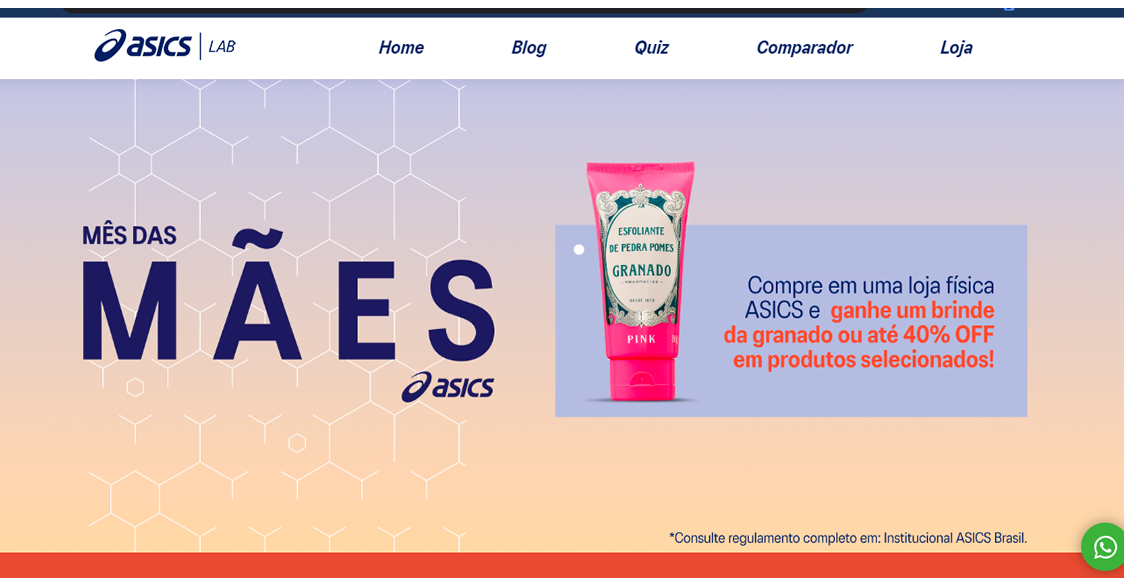 asics LAB
Home
Blog
Quiz
Comparador
Loja
MÊS DAS
MÃES
asics
ESFOLIANTE
DE PEDRA POMES
GRANADO
PHARMACIAS
DESDE 1870
PINK
Compre em uma loja física
ASICS e ganhe um brinde
da granado ou até 40% OFF
em produtos selecionados!
*Consulte regulamento completo em: Institucional ASICS Brasil.